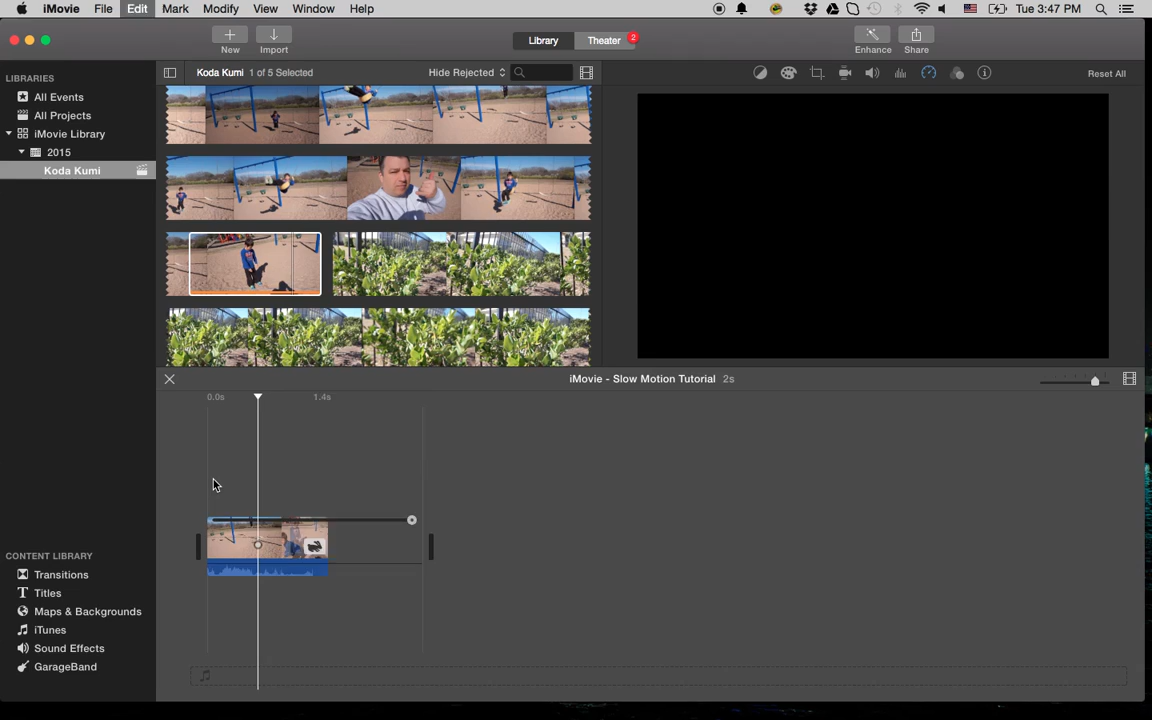 iMovie File Edit Mark Modify View Window Help
Tue 3:47 PM
New
Import
Library
Theater
2
Enhance
Share
LIBRARIES
All Events
All Projects
iMovie Library
2015
Koda Kumi
Koda Kumi 1 of 5 Selected
Hide Rejected
Reset All
iMovie - Slow Motion Tutorial 2s
0.0s
1.4s
CONTENT LIBRARY
Transitions
T Titles
Maps & Backgrounds
iTunes
Sound Effects
GarageBand